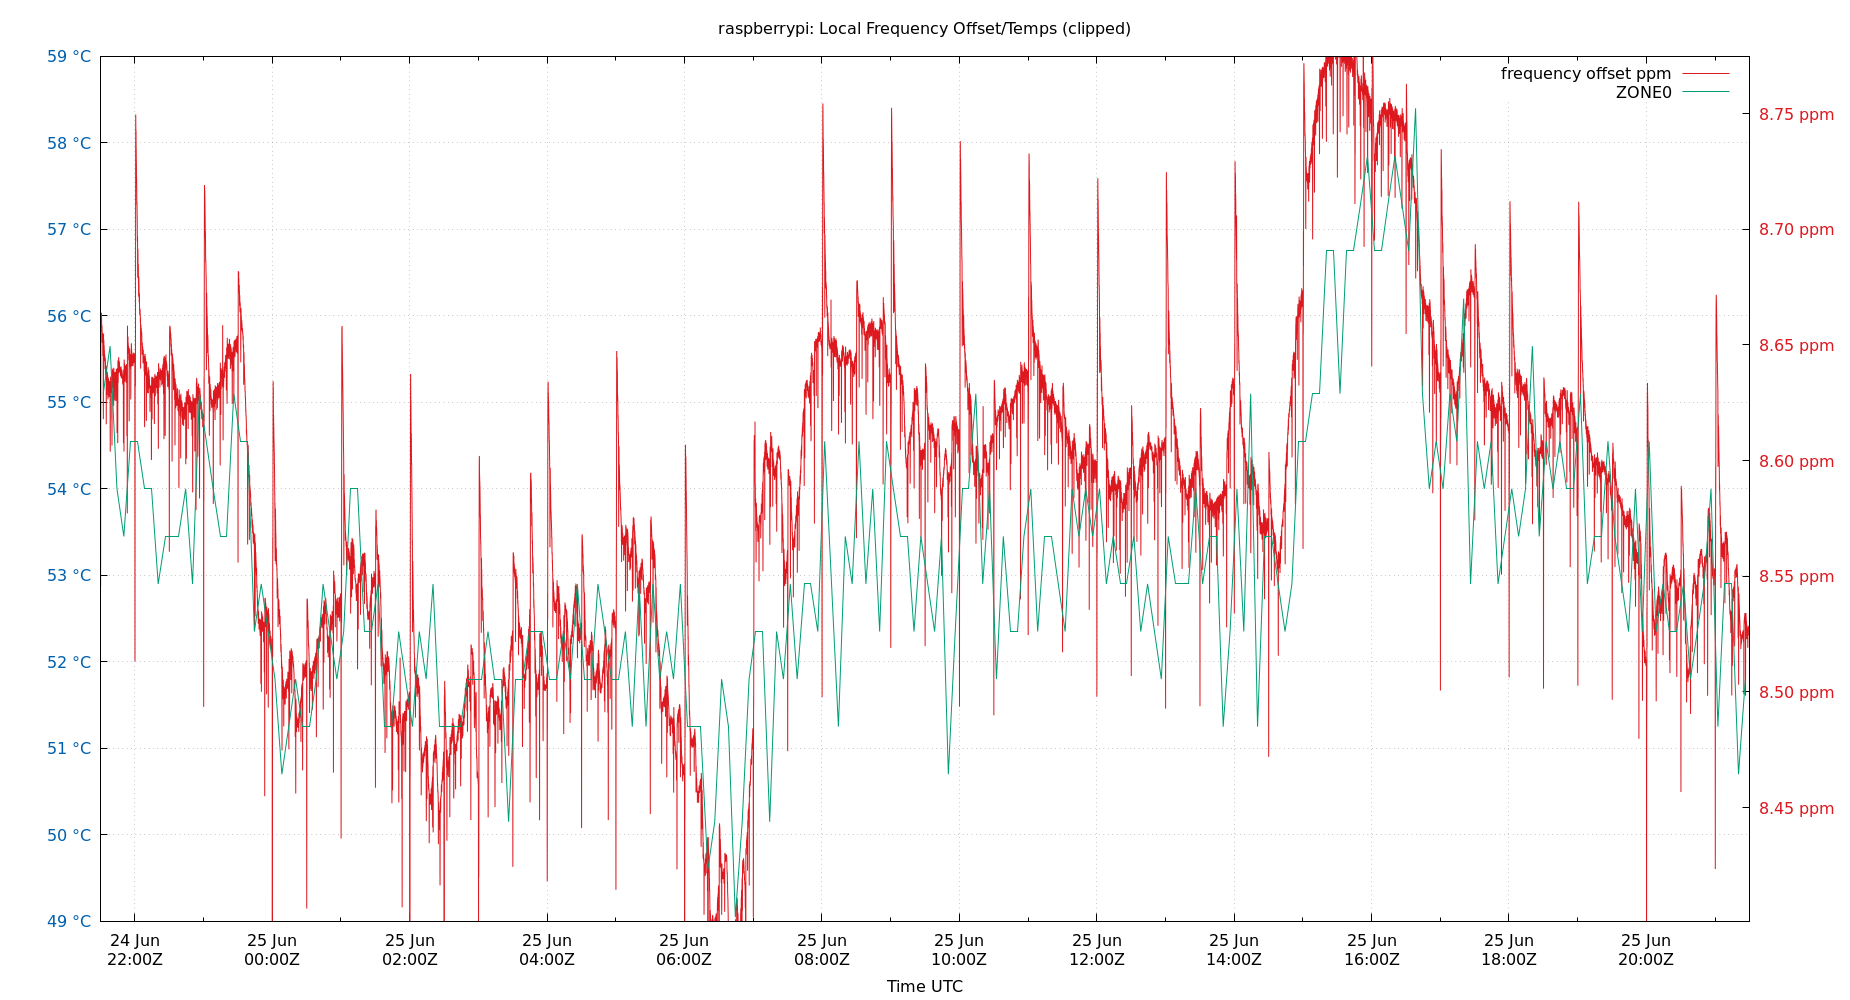 raspberrypi: Local Frequency Offset/Temps (clipped)
frequency offset ppm
ZONE0
59 °C
58 °C
57 °C
56 °C
55 °C
54 °C
53 °C
52 °C
51 °C
50 °C
49 °C
8.75 ppm
8.70 ppm
8.65 ppm
8.60 ppm
8.55 ppm
8.50 ppm
8.45 ppm
24 Jun
22:00Z
25 Jun
00:00Z
25 Jun
02:00Z
25 Jun
04:00Z
25 Jun
06:00Z
25 Jun
08:00Z
25 Jun
10:00Z
25 Jun
12:00Z
25 Jun
14:00Z
25 Jun
16:00Z
25 Jun
18:00Z
25 Jun
20:00Z
Time UTC